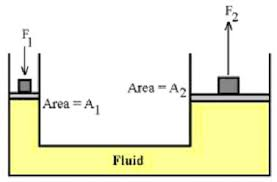 F1
F2
Area = A1
Area = A2
Fluid